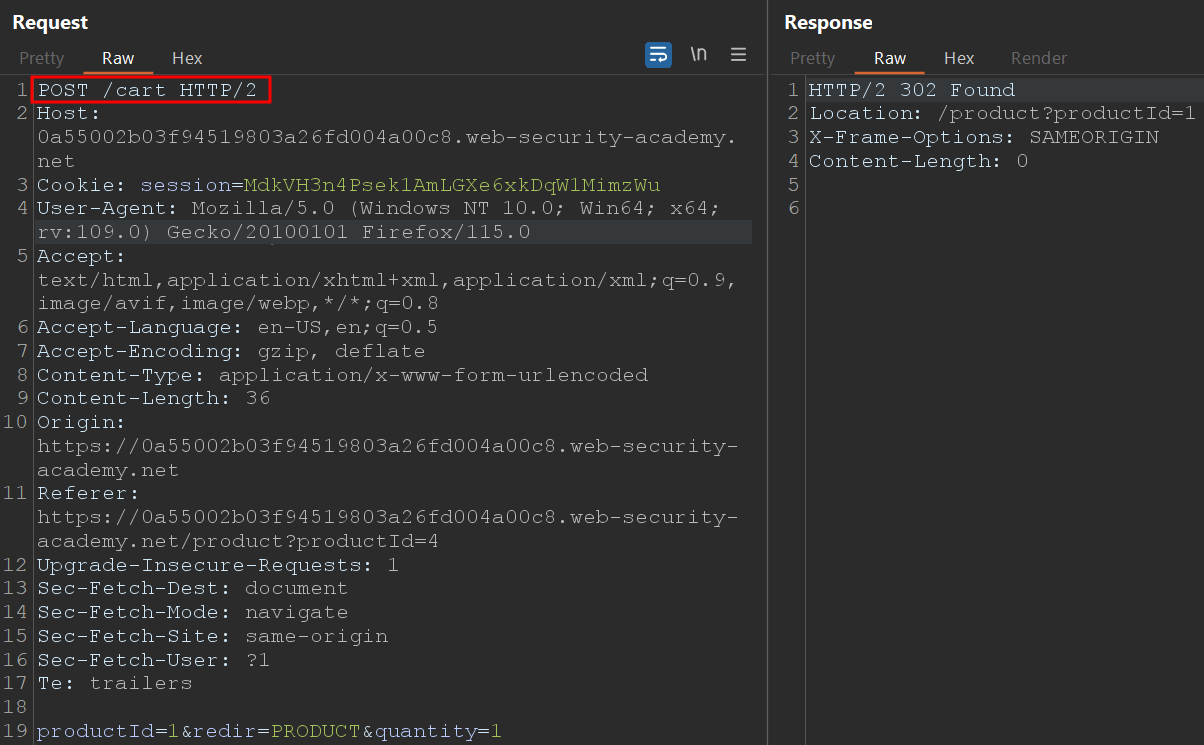 Request
Pretty Raw Hex \n
1 POST /cart HTTP/2
2 Host:
0a55002b03f94519803a26fd004a00c8.web-security-academy.
net
3 Cookie: session=MdkVH3n4Psek1AmLGXe6xkDqW1MimzWu
4 User-Agent: Mozilla/5.0 (Windows NT 10.0; Win64; x64;
rv:109.0) Gecko/20100101 Firefox/115.0
5 Accept:
text/html,application/xhtml+xml,application/xml;q=0.9,
image/avif,image/webp,*/*;q=0.8
6 Accept-Language: en-US,en;q=0.5
7 Accept-Encoding: gzip, deflate
8 Content-Type: application/x-www-form-urlencoded
9 Content-Length: 36
10 Origin:
https://0a55002b03f94519803a26fd004a00c8.web-security-
academy.net
11 Referer:
https://0a55002b03f94519803a26fd004a00c8.web-security-
academy.net/product?productId=4
12 Upgrade-Insecure-Requests: 1
13 Sec-Fetch-Dest: document
14 Sec-Fetch-Mode: navigate
15 Sec-Fetch-Site: same-origin
16 Sec-Fetch-User: ?1
17 Te: trailers
18
19 productId=1&redir=PRODUCT&quantity=1
Response
Pretty Raw Hex Render
1 HTTP/2 302 Found
2 Location: /product?productId=1
3 X-Frame-Options: SAMEORIGIN
4 Content-Length: 0
5
6